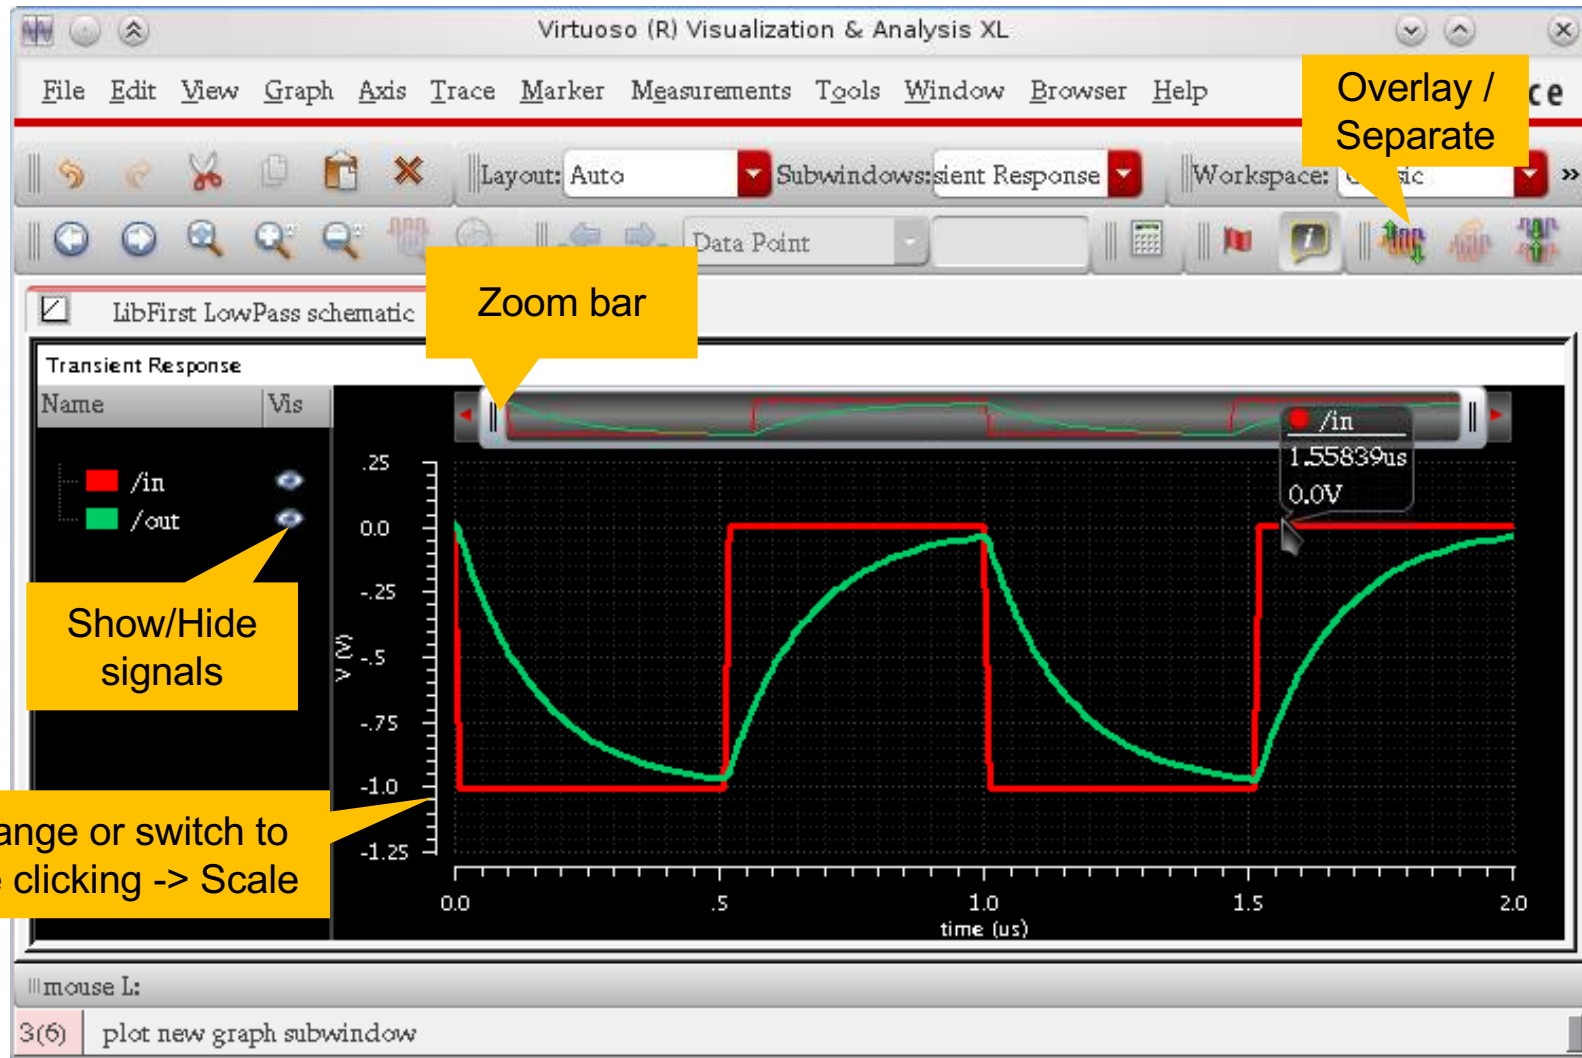 Virtuoso (R) Visualization & Analysis XL
File Edit View Graph Axis Trace Marker Measurements Tools Window Browser Help
Overlay /
Separate
Layout: Auto Subwindows: sient Response Workspace:
Data Point
LibFirst LowPass schematic
Zoom bar
Transient Response
Name Vis
/in
/out
/in
1.55839us
0.0V
Show/Hide
signals
.25
0.0
-.25
-.5
-.75
-1.0
-1.25
V (V)
ange or switch to
clicking -> Scale
0.0 .5 1.0 1.5 2.0
time (us)
mouse L:
3(6) plot new graph subwindow